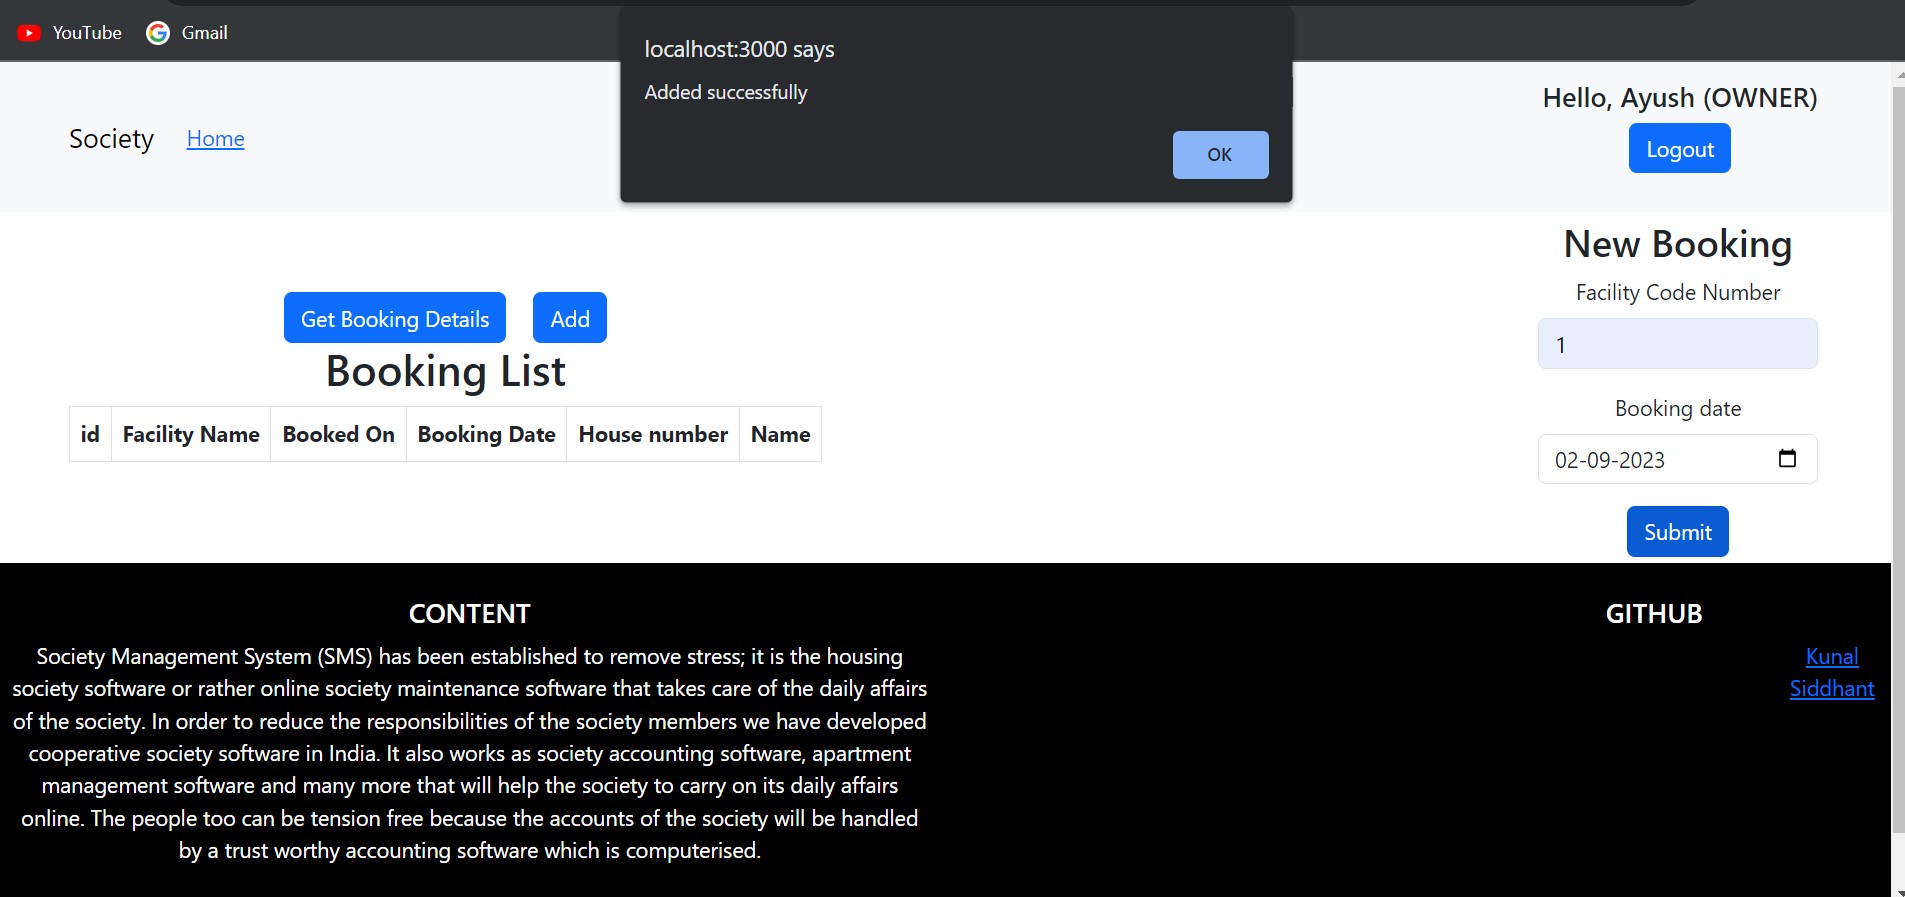 YouTube
Gmail
localhost:3000 says
Added successfully
OK
Society
Home
Hello, Ayush (OWNER)
Logout
Get Booking Details
Add
Booking List
id Facility Name Booked On Booking Date House number Name
New Booking
Facility Code Number
1
Booking date
02-09-2023
Submit
CONTENT
Society Management System (SMS) has been established to remove stress; it is the housing
society software or rather online society maintenance software that takes care of the daily affairs
of the society. In order to reduce the responsibilities of the society members we have developed
cooperative society software in India. It also works as society accounting software, apartment
management software and many more that will help the society to carry on its daily affairs
online. The people too can be tension free because the accounts of the society will be handled
by a trust worthy accounting software which is computerised.
GITHUB
Kunal
Siddhant